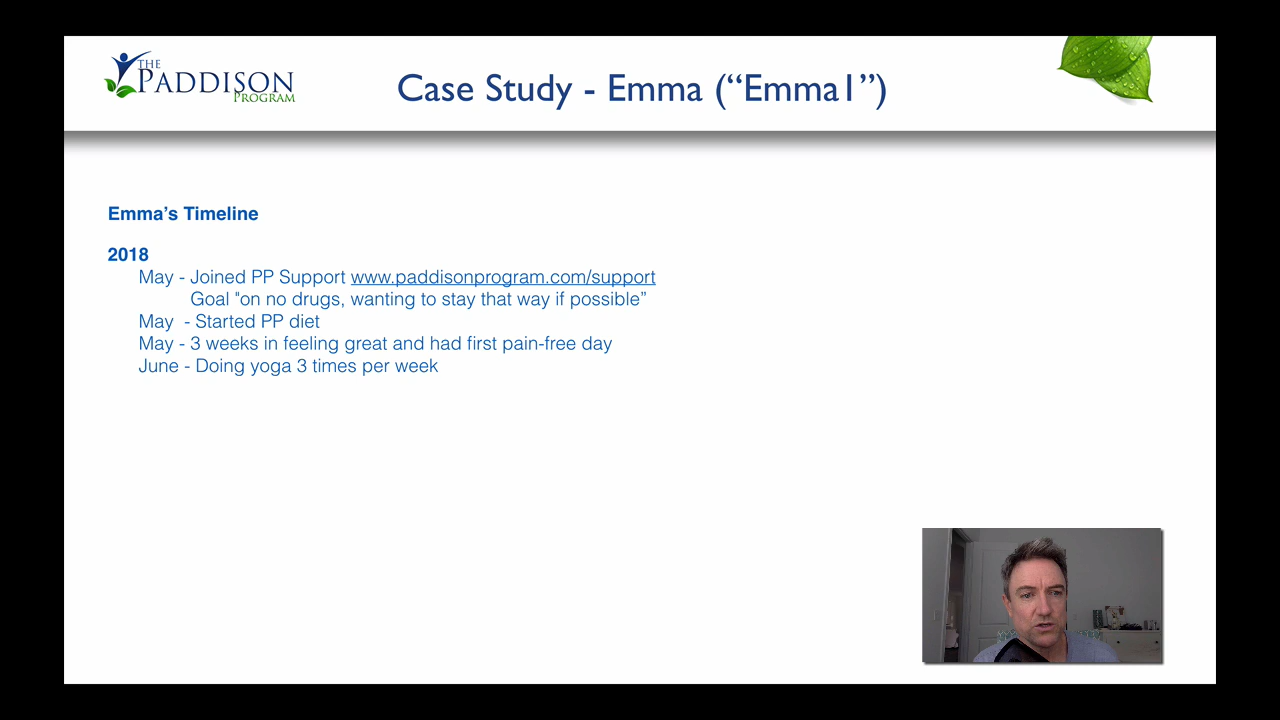 THE
PADDISON
PROGRAM
Case Study - Emma (“Emma1”)
Emma’s Timeline
2018
May - Joined PP Support www.paddisonprogram.com/support
Goal "on no drugs, wanting to stay that way if possible”
May  - Started PP diet
May - 3 weeks in feeling great and had first pain-free day
June - Doing yoga 3 times per week